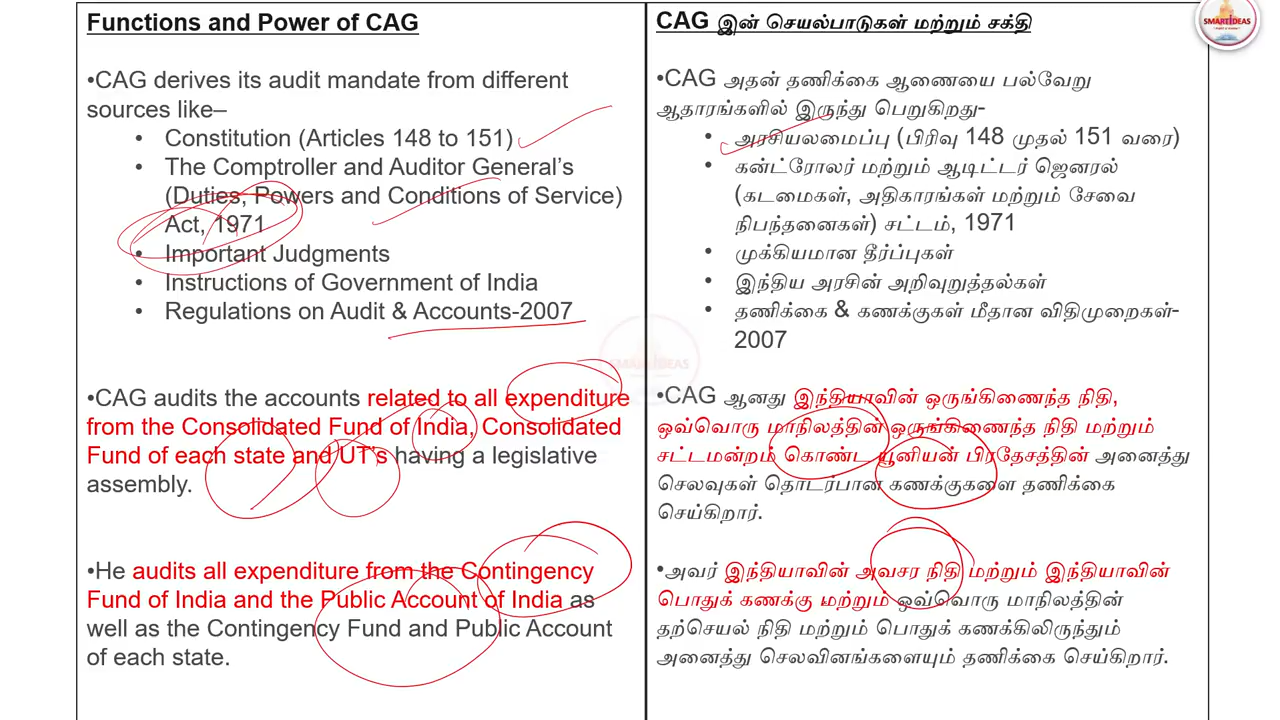 Functions and Power of CAG
•CAG derives its audit mandate from different
sources like–
• Constitution (Articles 148 to 151)
• The Comptroller and Auditor General's
(Duties, Powers and Conditions of Service)
Act, 1971
• Important Judgments
• Instructions of Government of India
• Regulations on Audit & Accounts-2007
•CAG audits the accounts related to all expenditure
from the Consolidated Fund of India, Consolidated
Fund of each state and UT's having a legislative
assembly.
•He audits all expenditure from the Contingency
Fund of India and the Public Account of India as
well as the Contingency Fund and Public Account
of each state.
CAG இன் செயல்பாடுகள் மற்றும் சக்தி
•CAG அதன் தணிக்கை ஆணையை பல்வேறு
ஆதாரங்களில் இருந்து பெறுகிறது-
• அரசியலமைப்பு (பிரிவு 148 முதல் 151 வரை)
• கன்ட்ரோலர் மற்றும் ஆடிட்டர் ஜெனரல்
(கடமைகள், அதிகாரங்கள் மற்றும் சேவை
நிபந்தனைகள்) சட்டம், 1971
• முக்கியமான தீர்ப்புகள்
• இந்திய அரசின் அறிவுறுத்தல்கள்
• தணிக்கை & கணக்குகள் மீதான விதிமுறைகள்-
2007
•CAG ஆனது இந்தியாவின் ஒருங்கிணைந்த நிதி,
ஒவ்வொரு மாநிலத்தின் ஒருங்கிணைந்த நிதி மற்றும்
சட்டமன்றம் கொண்ட யூனியன் பிரதேசத்தின் அனைத்து
செலவுகள் தொடர்பான கணக்குகளை தணிக்கை
செய்கிறார்.
•அவர் இந்தியாவின் அவசர நிதி மற்றும் இந்தியாவின்
பொதுக் கணக்கு மற்றும் ஒவ்வொரு மாநிலத்தின்
தற்செயல் நிதி மற்றும் பொதுக் கணக்கிலிருந்தும்
அனைத்து செலவினங்களையும் தணிக்கை செய்கிறார்.
SMART IDEAS